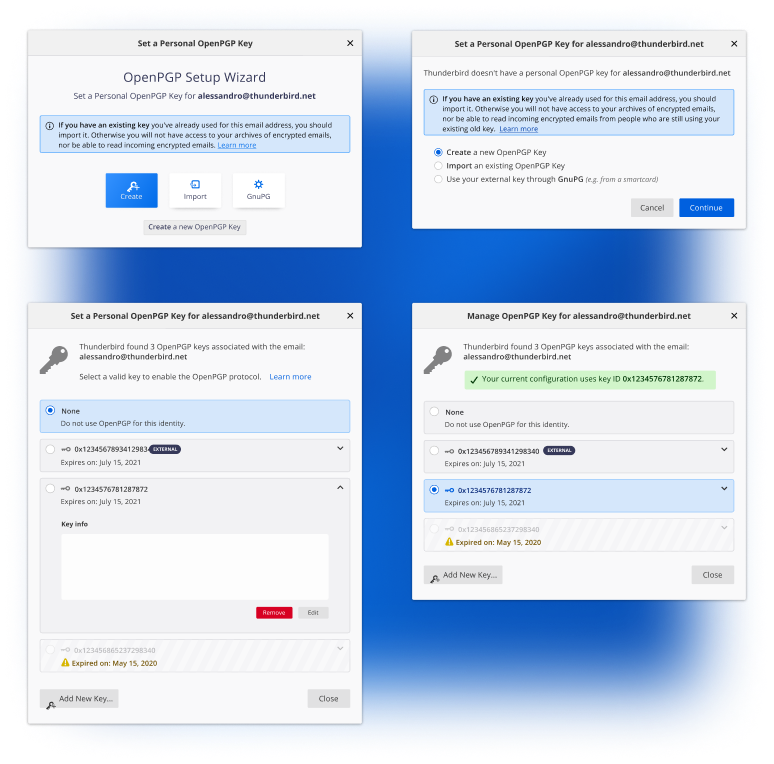 Set a Personal OpenPGP Key
OpenPGP Setup Wizard
Set a Personal OpenPGP Key for alessandro@thunderbird.net
If you have an existing key you've already used for this email address, you should
import it. Otherwise you will not have access to your archives of encrypted emails,
nor be able to read incoming encrypted emails. Learn more
Create
Import
GnuPG
Create a new OpenPGP Key
Set a Personal OpenPGP Key for alessandro@thunderbird.net
Thunderbird doesn't have a personal OpenPGP key for alessandro@thunderbird.net
If you have an existing key you've already used for this email address, you should
import it. Otherwise you will not have access to your archives of encrypted emails,
nor be able to read incoming encrypted emails from people who are still using your
existing old key. Learn more
Create a new OpenPGP Key
Import an existing OpenPGP Key
Use your external key through GnuPG (e.g. from a smartcard)
Cancel
Continue
Set a Personal OpenPGP Key for alessandro@thunderbird.net
Thunderbird found 3 OpenPGP keys associated with the email:
alessandro@thunderbird.net
Select a valid key to enable the OpenPGP protocol. Learn more
None
Do not use OpenPGP for this identity.
0x1234567893412983 EXTERNAL
Expires on: July 15, 2021
0x1234576781287872
Expires on: July 15, 2021
Key info
Remove
Edit
0x123456865237298340
Expired on: May 15, 2020
Add New Key...
Close
Manage OpenPGP Key for alessandro@thunderbird.net
Thunderbird found 3 OpenPGP keys associated with the email:
alessandro@thunderbird.net
Your current configuration uses key ID 0x1234576781287872.
None
Do not use OpenPGP for this identity.
0x123456789341298340 EXTERNAL
Expires on: July 15, 2021
0x1234576781287872
Expires on: July 15, 2021
0x123456865237298340
Expired on: May 15, 2020
Add New Key...
Close